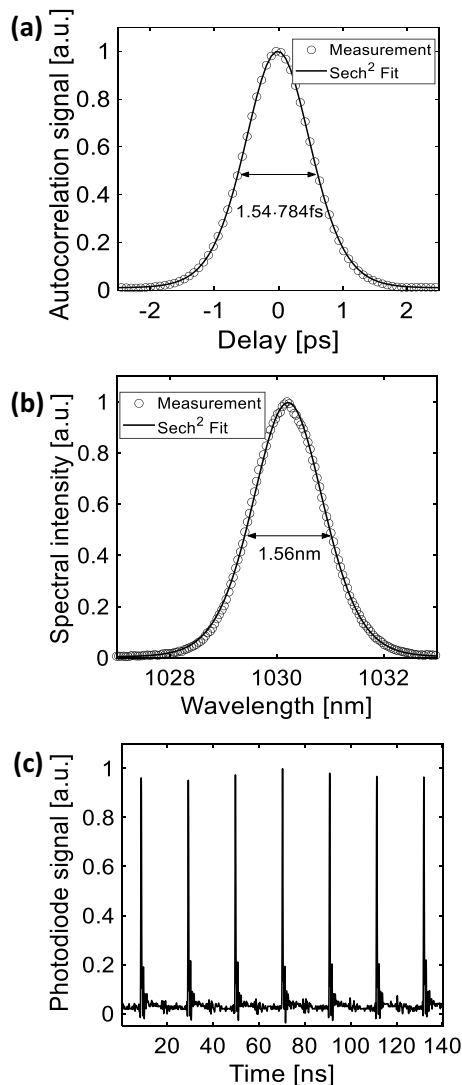 (a)
Autocorrelation signal [a.u.]
1
0.8
0.6
0.4
0.2
0
Measurement
Sech² Fit
1.54·784fs
-2 -1 0 1 2
Delay [ps]
(b)
Spectral intensity [a.u.]
1
0.8
0.6
0.4
0.2
0
Measurement
Sech² Fit
1.56nm
1028 1030 1032
Wavelength [nm]
(c)
Photodiode signal [a.u.]
1
0.8
0.6
0.4
0.2
0
20 40 60 80 100 120 140
Time [ns]